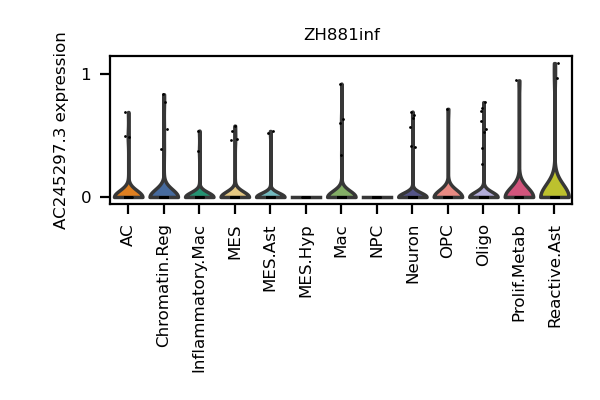 ZH881inf
AC245297.3 expression
1
0
AC
Chromatin.Reg
Inflammatory.Mac
MES
MES.Ast
MES.Hyp
Mac
NPC
Neuron
OPC
Oligo
Prolif.Metab
Reactive.Ast